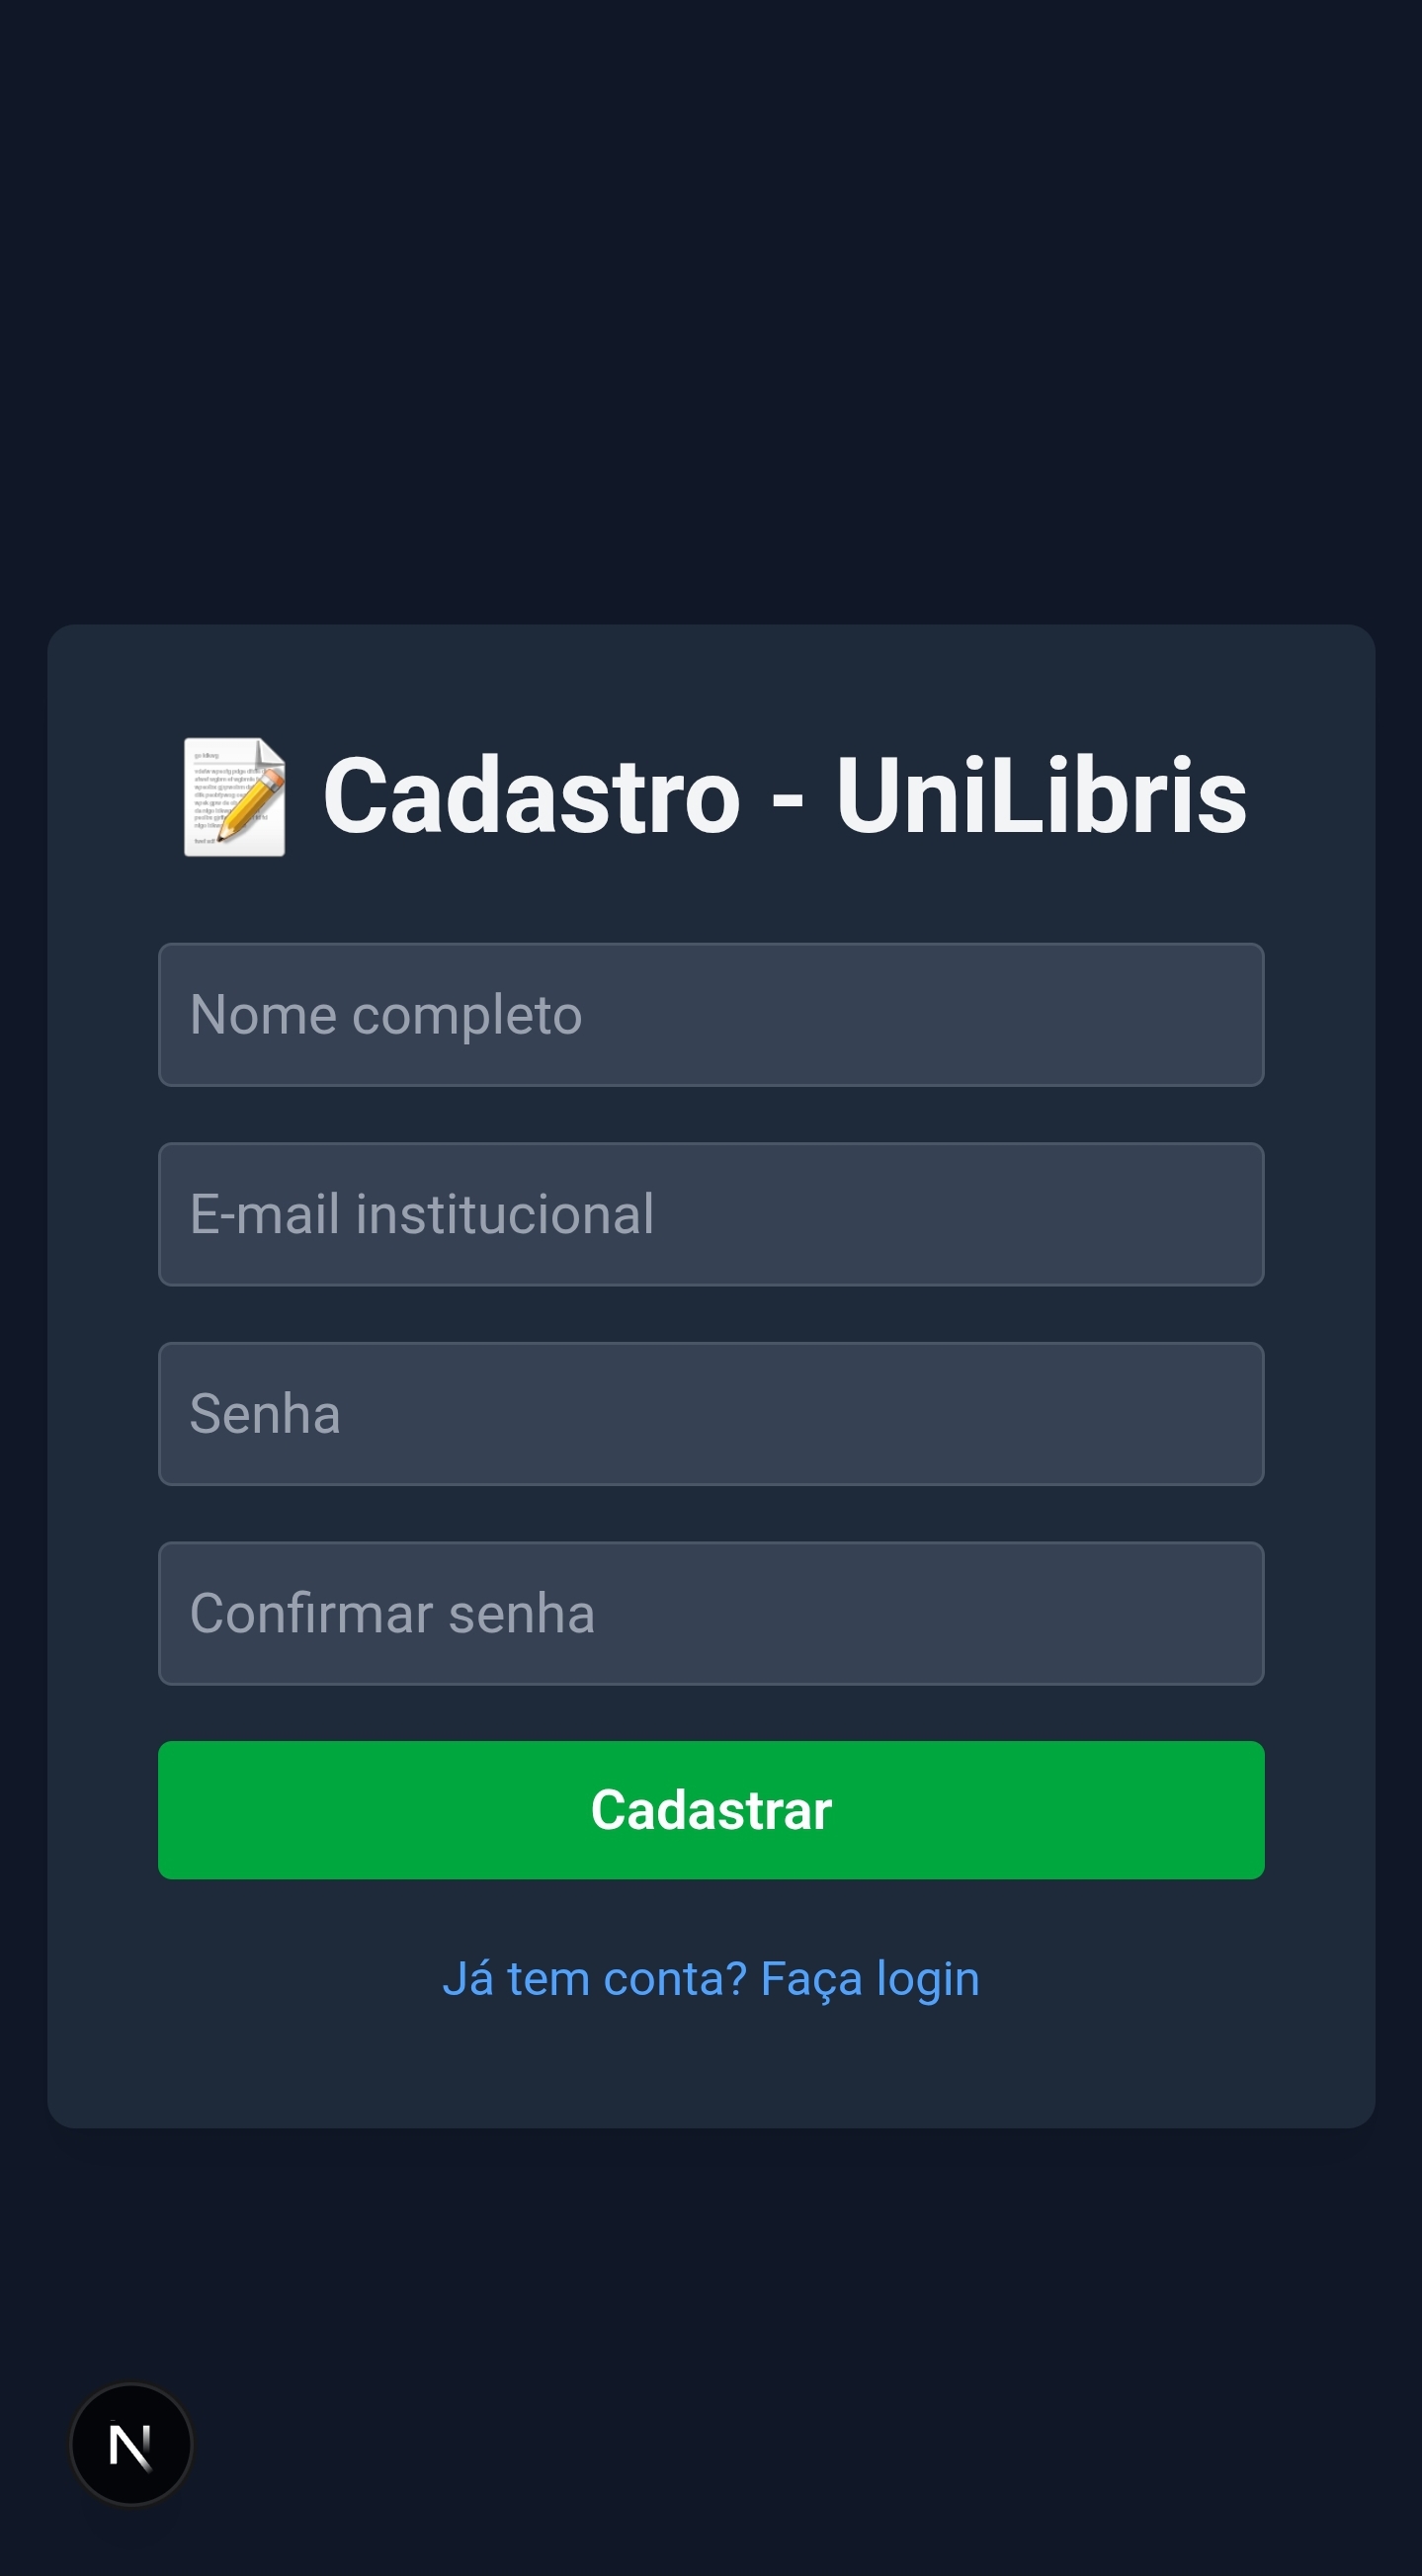 Cadastro - UniLibris
Nome completo
E-mail institucional
Senha
Confirmar senha
Cadastrar
Já tem conta? Faça login
N